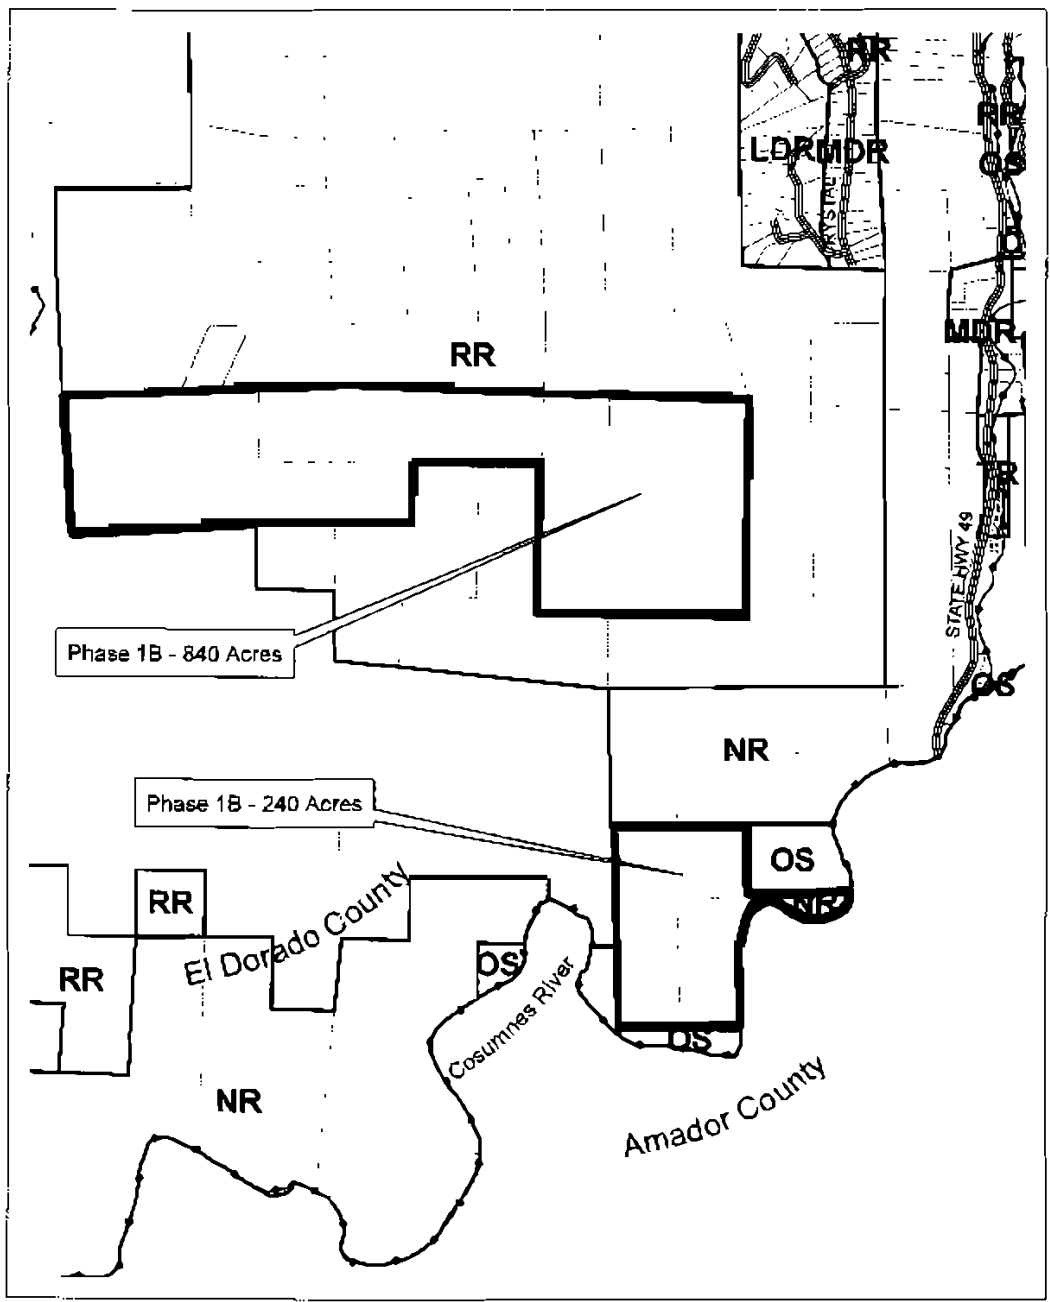 RR
LDR
MDR
RR
OS
MDR
RR
STATE HWY 49
Phase 1B - 840 Acres
OS
NR
Phase 1B - 240 Acres
OS
NR
RR
El Dorado County
RR
OS
Cosumnes River
OS
NR
Amador County